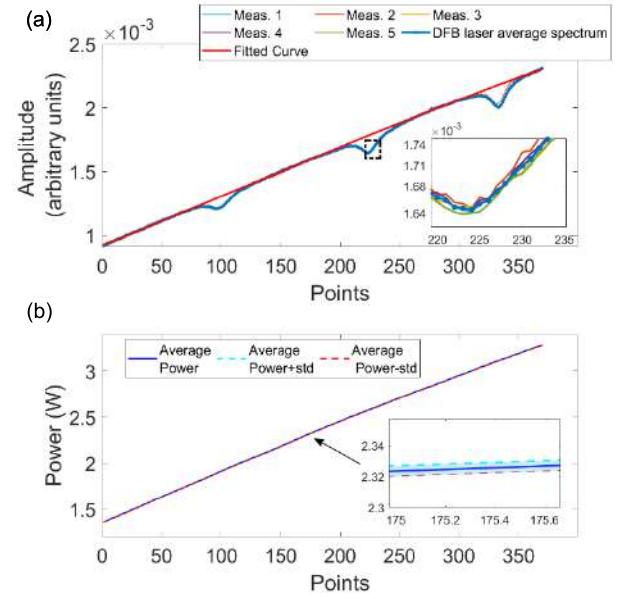 (a)
Meas. 1 Meas. 2 Meas. 3
Meas. 4 Meas. 5 DFB laser average spectrum
Fitted Curve
×10⁻³
2.5
2
1.5
1
Amplitude
(arbitrary units)
0 50 100 150 200 250 300 350
Points
×10⁻³
1.74
1.71
1.68
1.64
220 225 230 235
(b)
Average Average Average
Power Power+std Power-std
3
2.5
2
1.5
Power (W)
0 50 100 150 200 250 300 350
Points
2.34
2.32
2.3
175 175.2 175.4 175.6